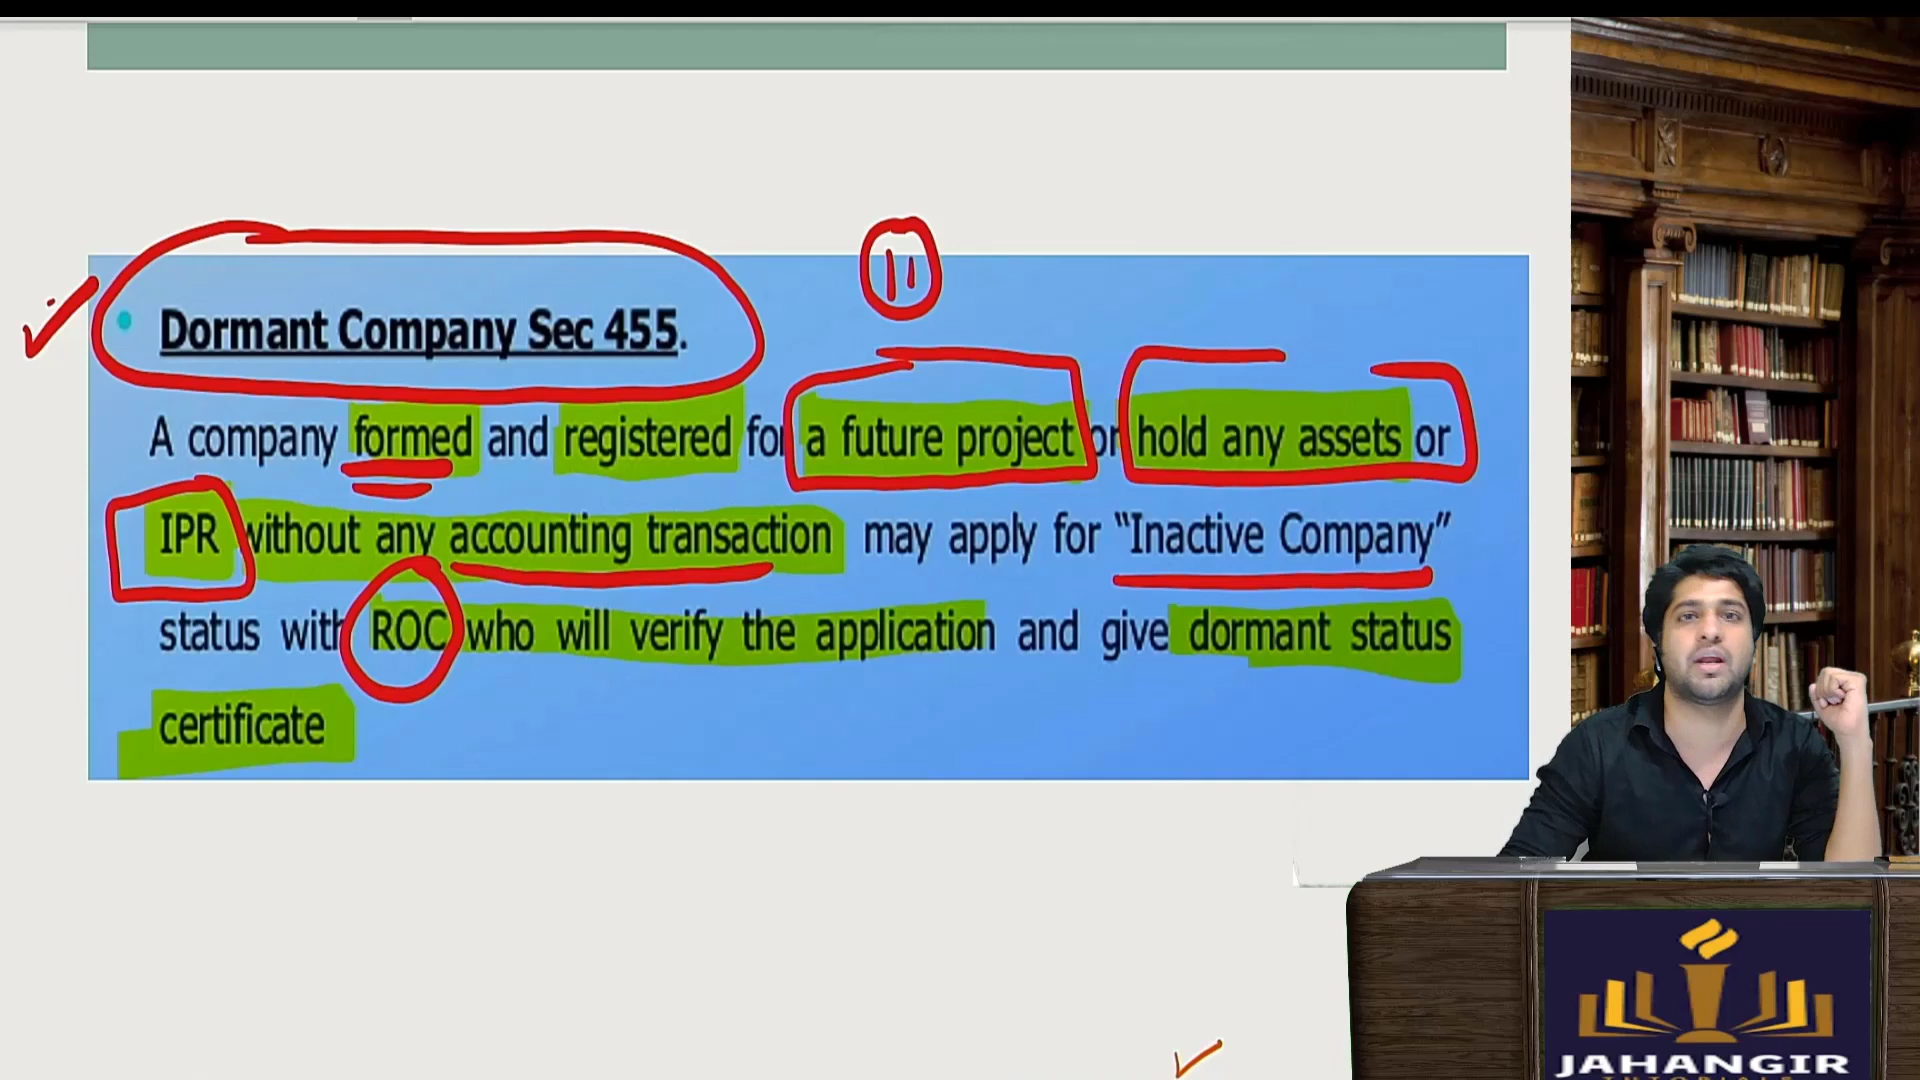 11
Dormant Company Sec 455.
A company formed and registered for a future project or hold any assets or
IPR without any accounting transaction may apply for “Inactive Company”
status with ROC who will verify the application and give dormant status
certificate
JAHANGIR